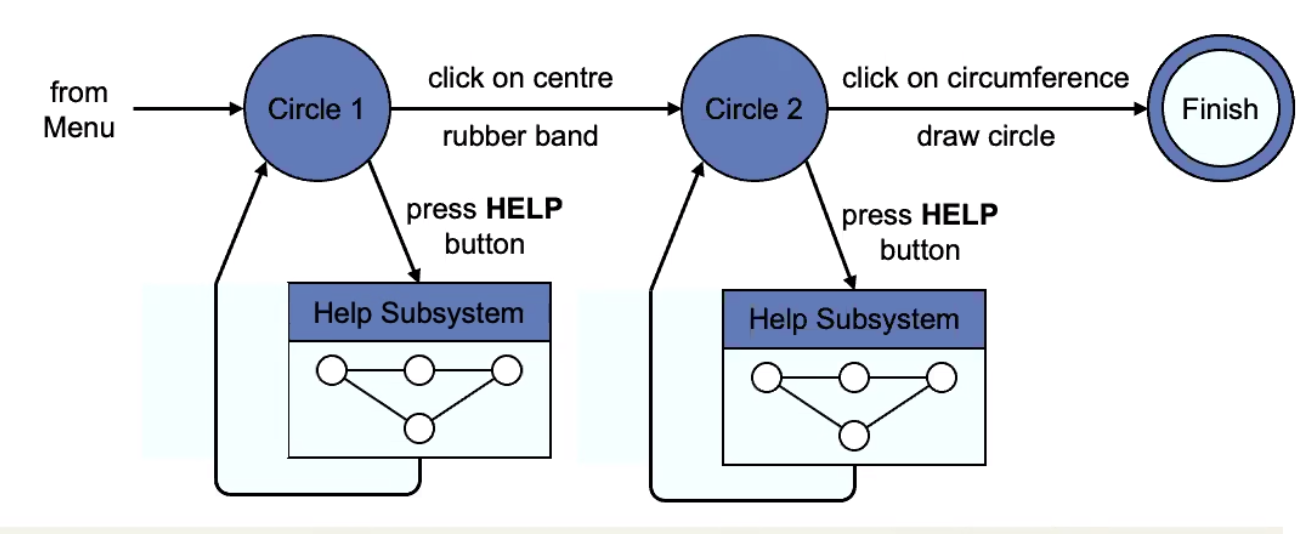 from
Menu
Circle 1
click on centre
rubber band
Circle 2
click on circumference
draw circle
Finish
press HELP
button
press HELP
button
Help Subsystem
Help Subsystem